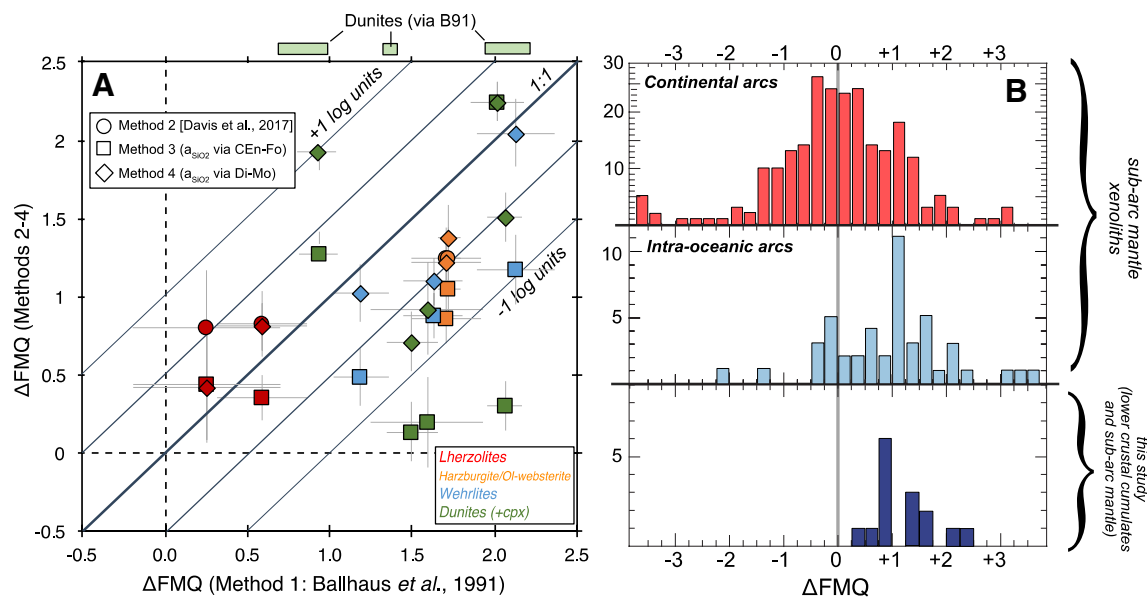 Dunites (via B91)
A
+1 log units
1:1
Method 2 [Davis et al., 2017]
Method 3 (aSiO2 via CEn-Fo)
Method 4 (aSiO2 via Di-Mo)
-1 log units
Lherzolites
Harzburgite/Ol-websterite
Wehrlites
Dunites (+cpx)
2.5
2
1.5
1
0.5
0
-0.5
-0.5 0.0 0.5 1.0 1.5 2.0 2.5
ΔFMQ (Methods 2-4)
ΔFMQ (Method 1: Ballhaus et al., 1991)
-3 -2 -1 0 +1 +2 +3
B
Continental arcs
30
20
10
Intra-oceanic arcs
10
5
5
-3 -2 -1 0 +1 +2 +3
ΔFMQ
sub-arc mantle
xenoliths
this study
(lower crustal cumulates
and sub-arc mantle)